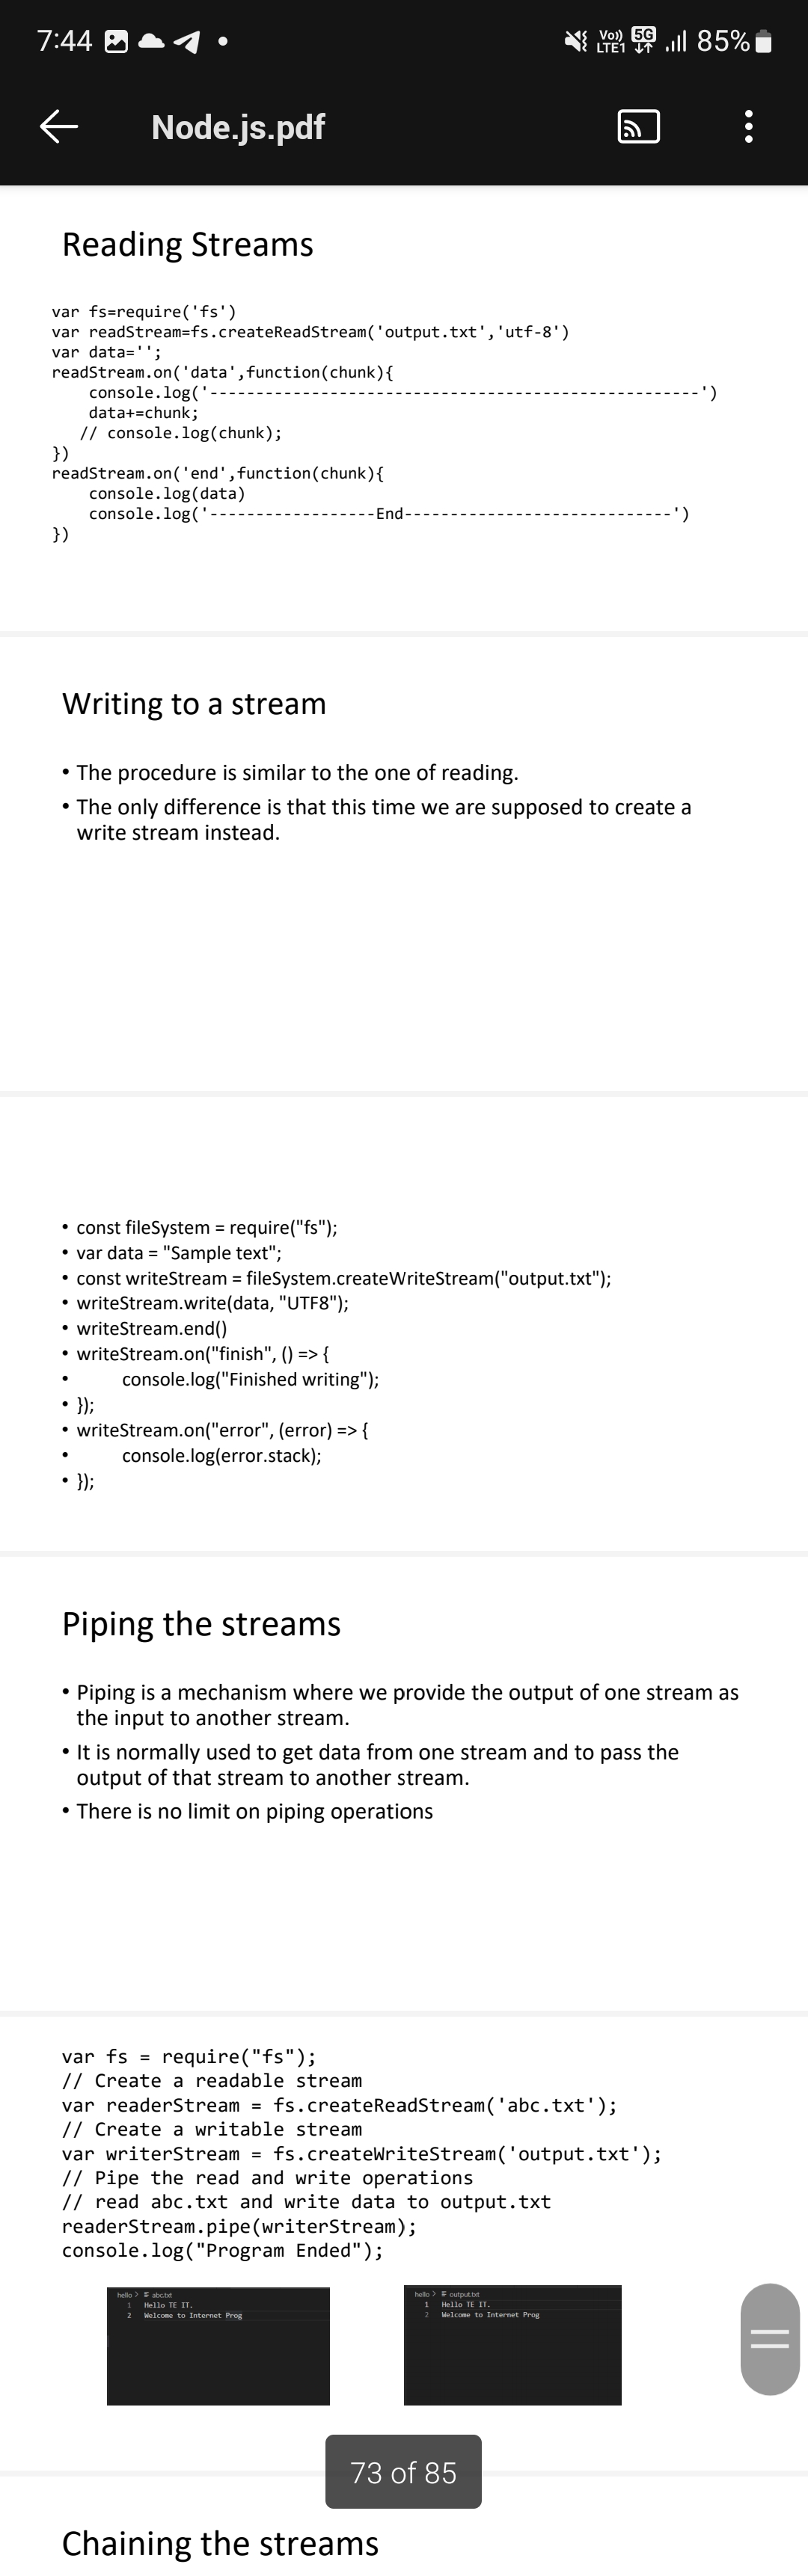 7:44
Vo))
LTE1
5G
85%
Node.js.pdf
Reading Streams
var fs=require('fs')
var readStream=fs.createReadStream('output.txt','utf-8')
var data='';
readStream.on('data',function(chunk){
console.log('-----------------------------------------------------')
data+=chunk;
// console.log(chunk);
})
readStream.on('end',function(chunk){
console.log(data)
console.log('------------------End-----------------------------')
})
Writing to a stream
• The procedure is similar to the one of reading.
• The only difference is that this time we are supposed to create a
write stream instead.
• const fileSystem = require("fs");
• var data = "Sample text";
• const writeStream = fileSystem.createWriteStream("output.txt");
• writeStream.write(data, "UTF8");
• writeStream.end()
• writeStream.on("finish", () => {
• console.log("Finished writing");
• });
• writeStream.on("error", (error) => {
• console.log(error.stack);
• });
Piping the streams
• Piping is a mechanism where we provide the output of one stream as
the input to another stream.
• It is normally used to get data from one stream and to pass the
output of that stream to another stream.
• There is no limit on piping operations
var fs = require("fs");
// Create a readable stream
var readerStream = fs.createReadStream('abc.txt');
// Create a writable stream
var writerStream = fs.createWriteStream('output.txt');
// Pipe the read and write operations
// read abc.txt and write data to output.txt
readerStream.pipe(writerStream);
console.log("Program Ended");
hello > abc.txt
1 Hello TE IT.
2 Welcome to Internet Prog
hello > output.txt
1 Hello TE IT.
2 Welcome to Internet Prog
73 of 85
Chaining the streams